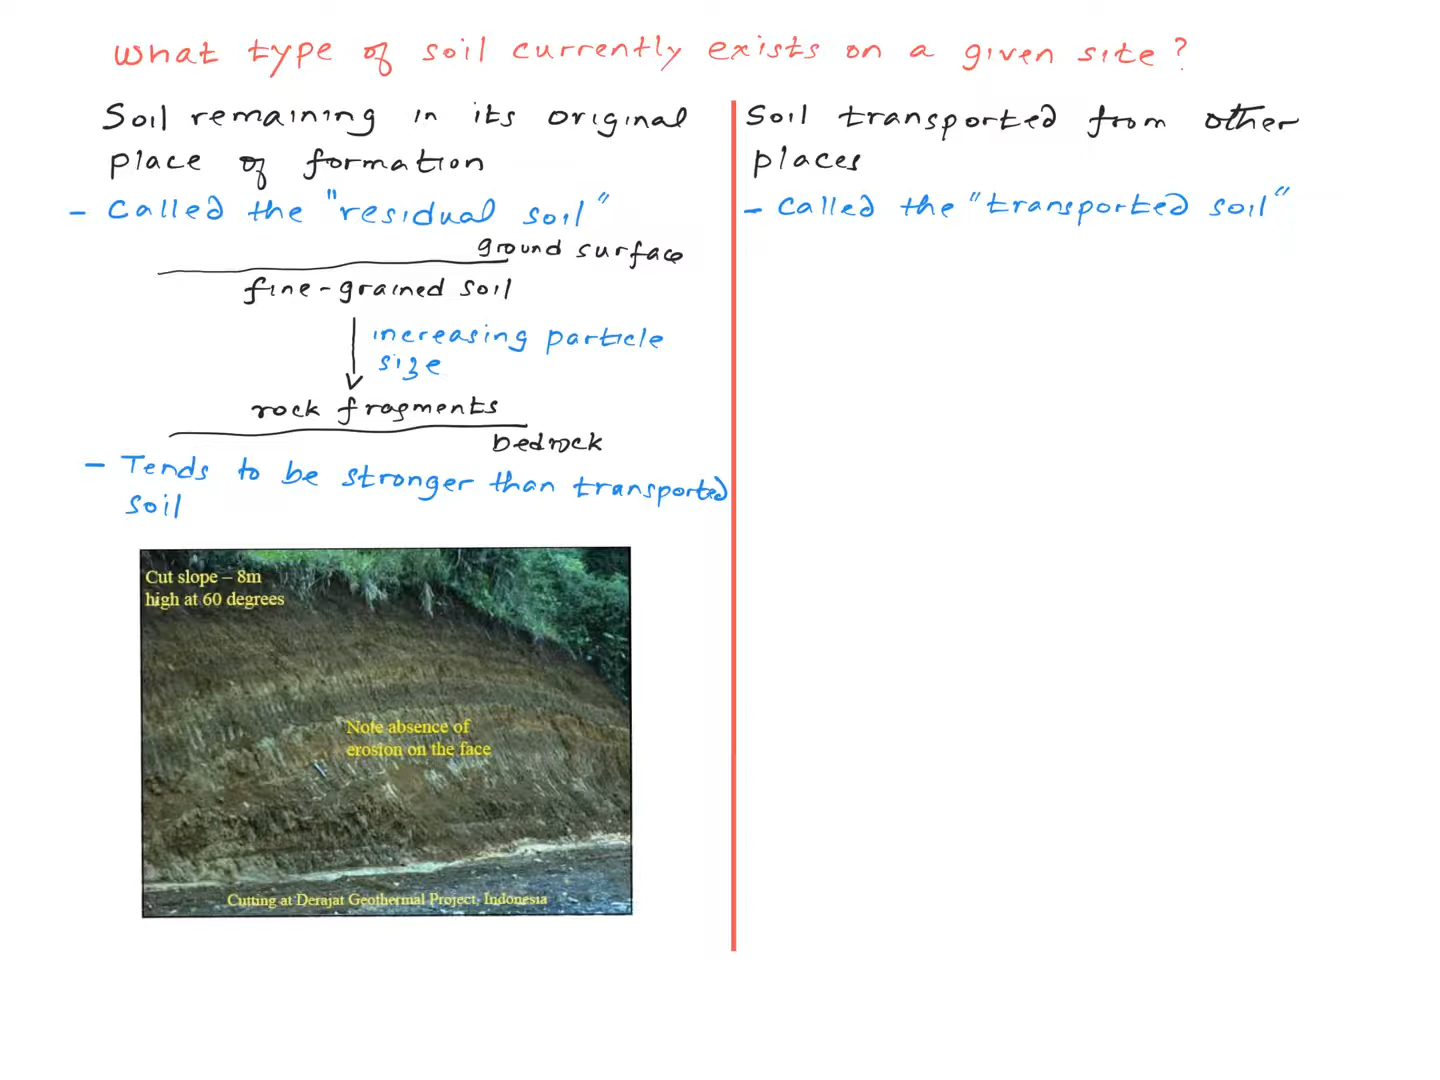 What type of soil currently exists on a given site?
Soil remaining in its original
place of formation
- Called the "residual soil"
ground surface
fine-grained soil
increasing particle
size
rock fragments
bedrock
- Tends to be stronger than transported
soil
Cut slope – 8m
high at 60 degrees
Note absence of
erosion on the face
Cutting at Derajat Geothermal Project, Indonesia
Soil transported from other
places
- Called the "transported soil"